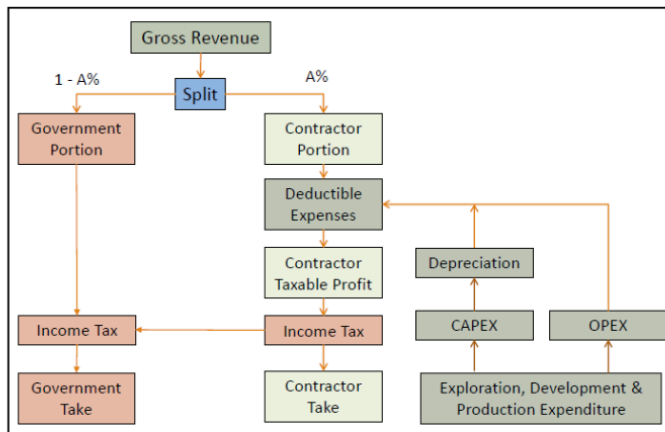 Gross Revenue
1 - A%
A%
Split
Government
Portion
Contractor
Portion
Deductible
Expenses
Contractor
Taxable Profit
Depreciation
Income Tax
Income Tax
CAPEX
OPEX
Government
Take
Contractor
Take
Exploration, Development &
Production Expenditure